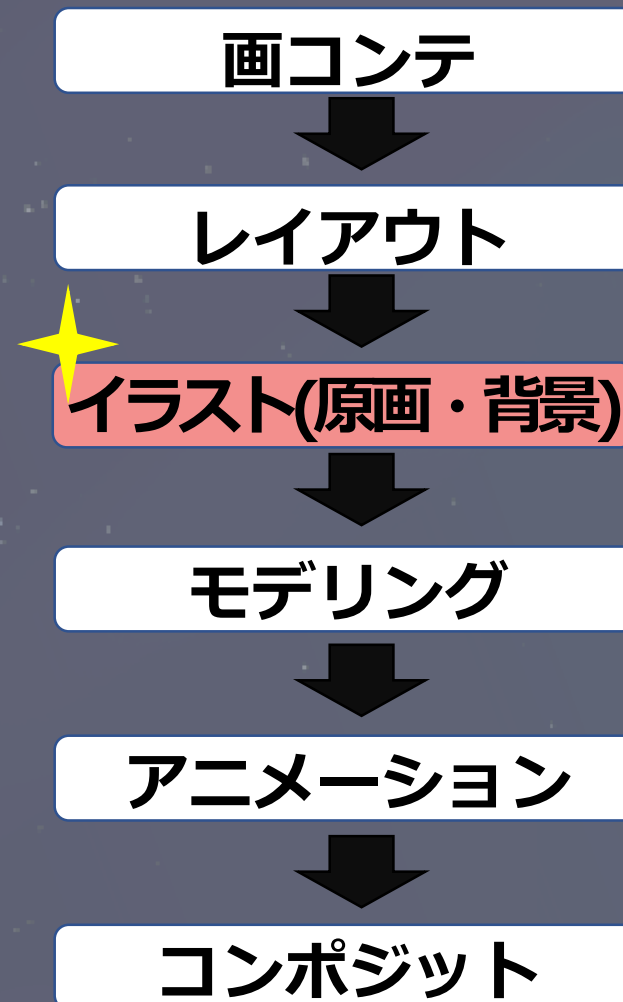 画コンテ
レイアウト
イラスト(原画・背景)
モデリング
アニメーション
コンポジット